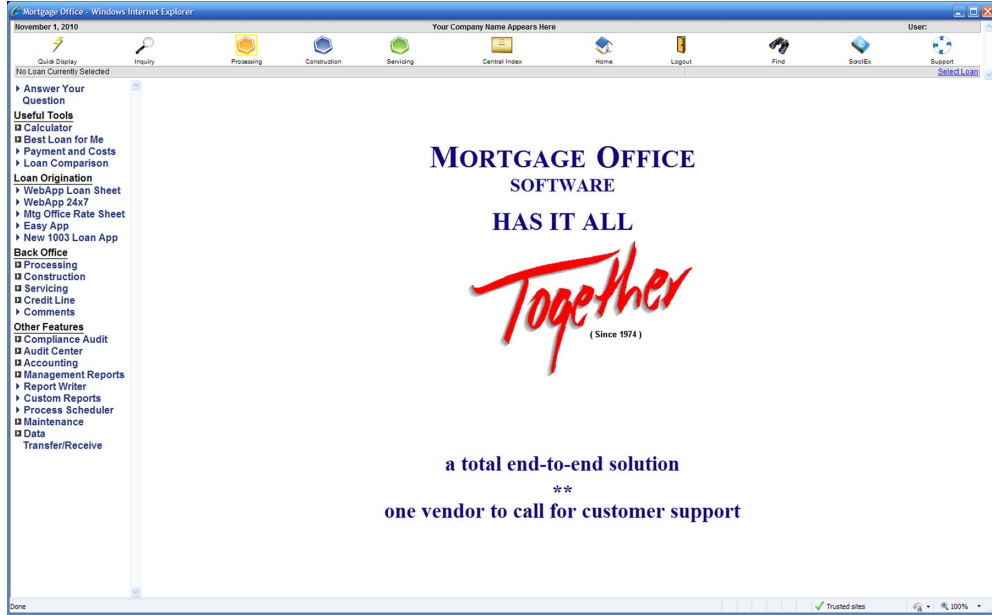 Mortgage Office - Windows Internet Explorer
November 1, 2010 Your Company Name Appears Here User:
Quick Display Inquiry Processing Construction Servicing Central Index Home Logout Find ScrolEx Support
No Loan Currently Selected Select Loan
Answer Your
Question
Useful Tools
Calculator
Best Loan for Me
Payment and Costs
Loan Comparison
Loan Origination
WebApp Loan Sheet
WebApp 24x7
Mtg Office Rate Sheet
Easy App
New 1003 Loan App
Back Office
Processing
Construction
Servicing
Credit Line
Comments
Other Features
Compliance Audit
Audit Center
Accounting
Management Reports
Report Writer
Custom Reports
Process Scheduler
Maintenance
Data
Transfer/Receive
MORTGAGE OFFICE
SOFTWARE
HAS IT ALL
Together
( Since 1974 )
a total end-to-end solution
**
one vendor to call for customer support
Done Trusted sites 100%